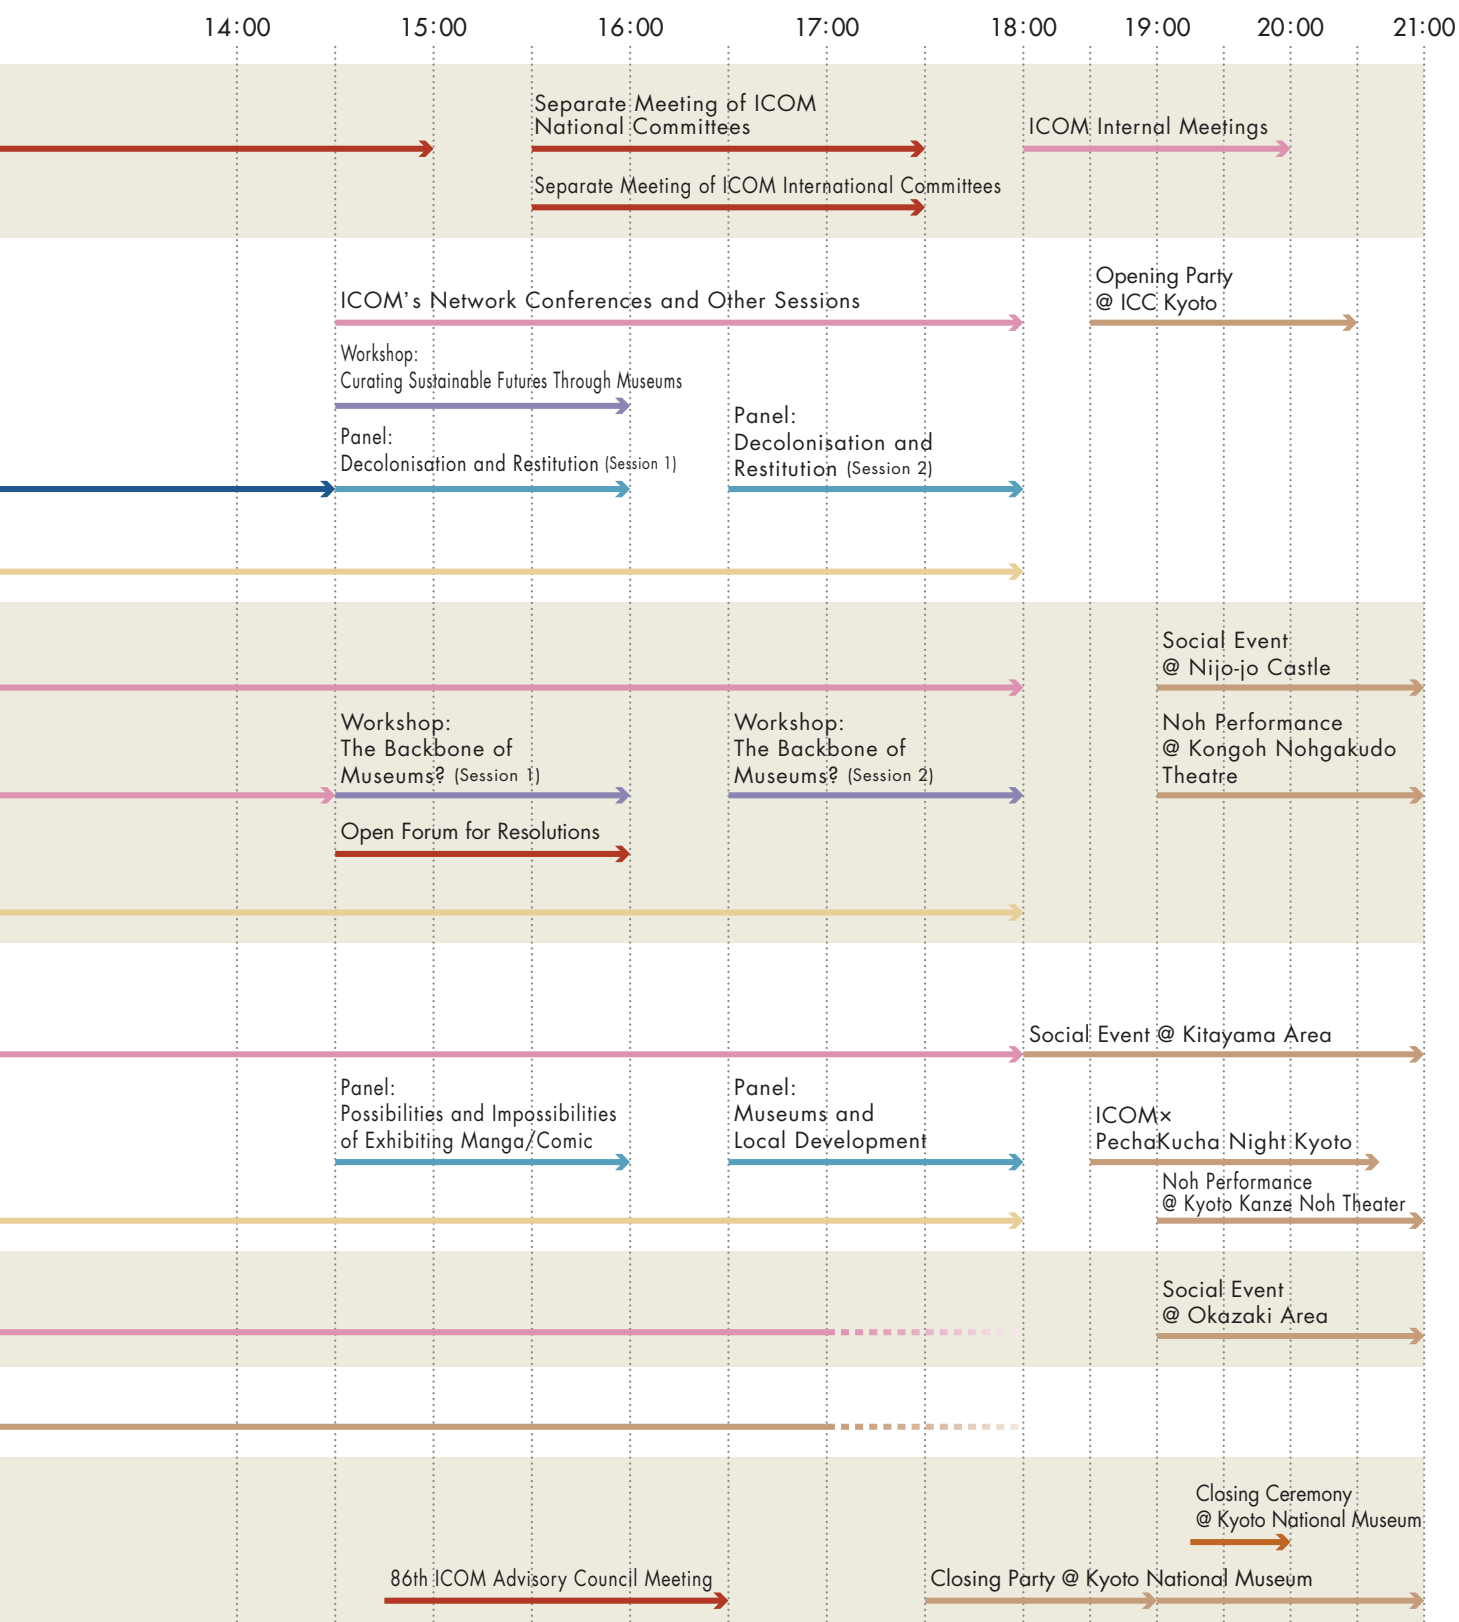 14:00 15:00 16:00 17:00 18:00 19:00 20:00 21:00
Separate Meeting of ICOM
National Committees
ICOM Internal Meetings
Separate Meeting of ICOM International Committees
Opening Party
@ ICC Kyoto
ICOM's Network Conferences and Other Sessions
Workshop:
Curating Sustainable Futures Through Museums
Panel:
Decolonisation and Restitution (Session 1)
Panel:
Decolonisation and
Restitution (Session 2)
Social Event
@ Nijo-jo Castle
Workshop:
The Backbone of
Museums? (Session 1)
Workshop:
The Backbone of
Museums? (Session 2)
Noh Performance
@ Kongoh Nohgakudo
Theatre
Open Forum for Resolutions
Social Event @ Kitayama Area
Panel:
Possibilities and Impossibilities
of Exhibiting Manga/Comic
Panel:
Museums and
Local Development
ICOM×
PechaKucha Night Kyoto
Noh Performance
@ Kyoto Kanze Noh Theater
Social Event
@ Okazaki Area
Closing Ceremony
@ Kyoto National Museum
86th ICOM Advisory Council Meeting
Closing Party @ Kyoto National Museum